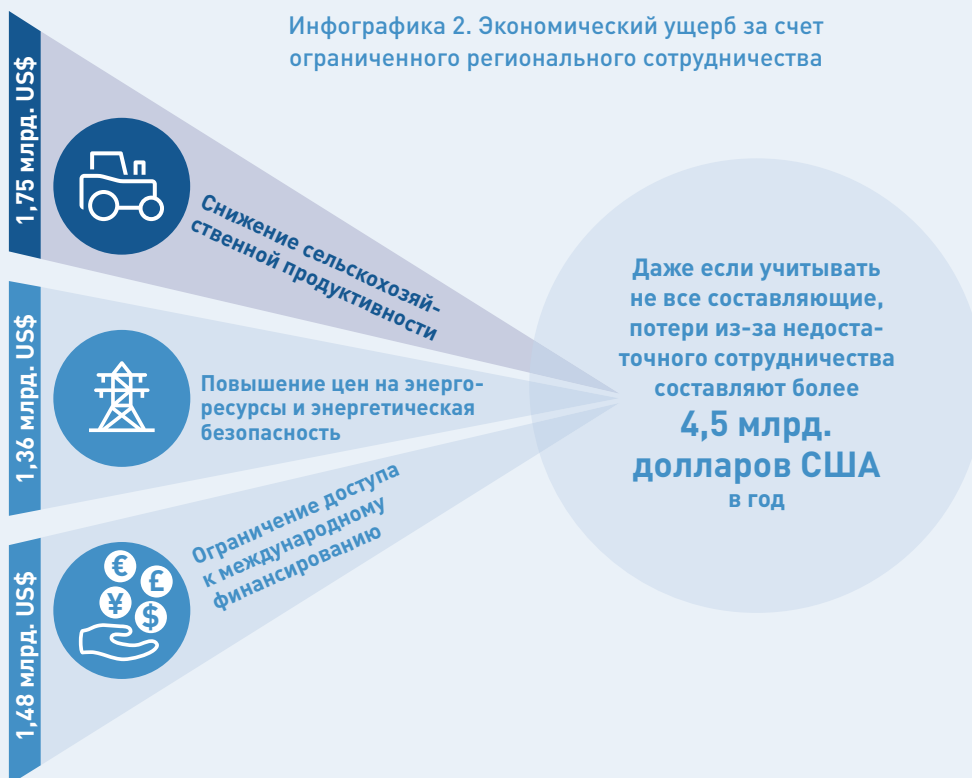 Инфографика 2. Экономический ущерб за счет
ограниченного регионального сотрудничества
1,75 млрд. US$
Снижение сельскохозяй-
ственной продуктивности
1,36 млрд. US$
Повышение цен на энерго-
ресурсы и энергетическая
безопасность
1,48 млрд. US$
€
£
¥
$
Ограничение доступа
к международному
финансированию
Даже если учитывать
не все составляющие,
потери из-за недоста-
точного сотрудничества
составляют более
4,5 млрд.
долларов США
в год